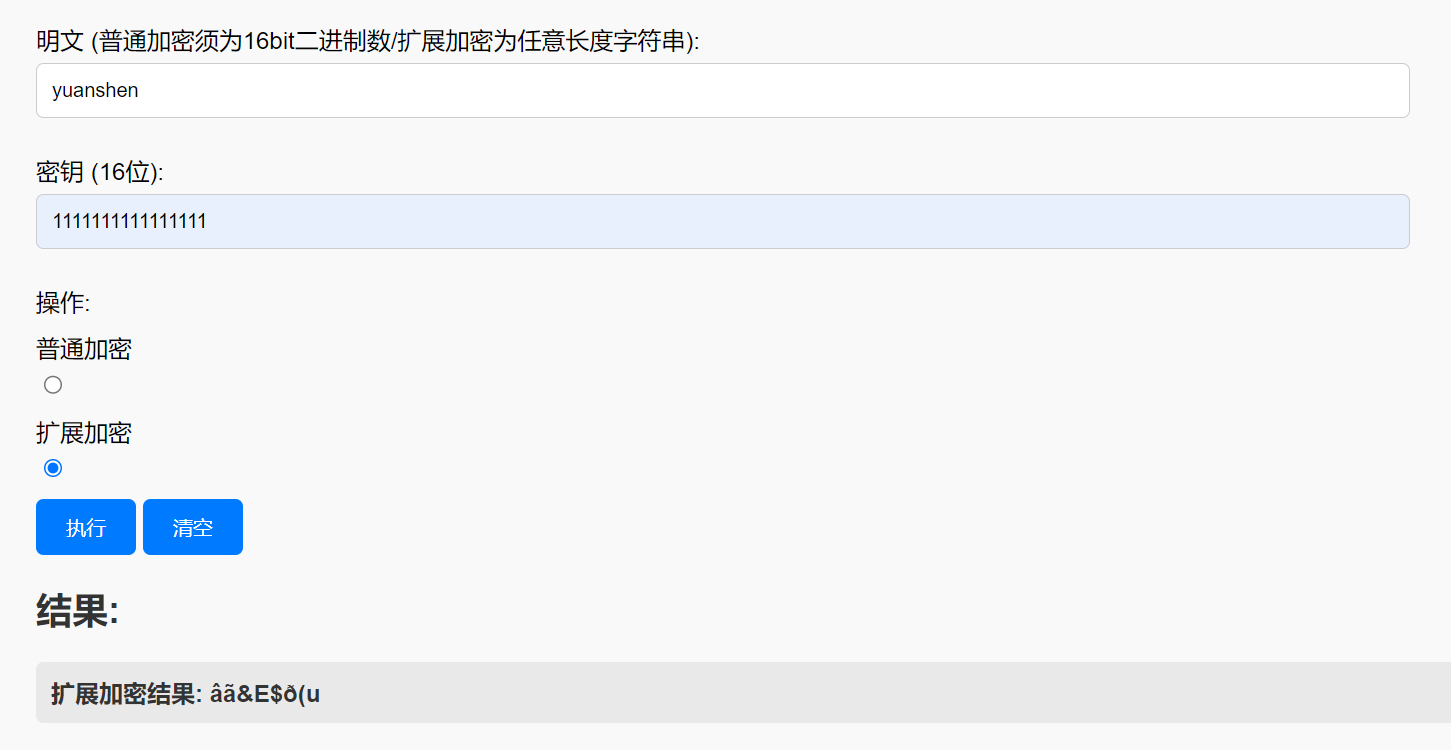 明文 (普通加密须为16bit二进制数/扩展加密为任意长度字符串):
yuanshen
密钥 (16位):
1111111111111111
操作:
普通加密
扩展加密
执行 清空
结果:
扩展加密结果: âã&E$ð(u